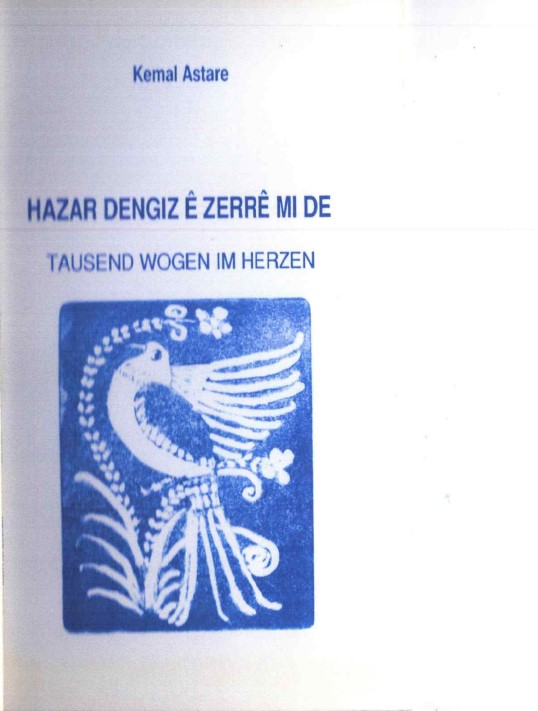 Kemal Astare
HAZAR DENGIZ Ê ZERRÊ MI DE
TAUSEND WOGEN IM HERZEN